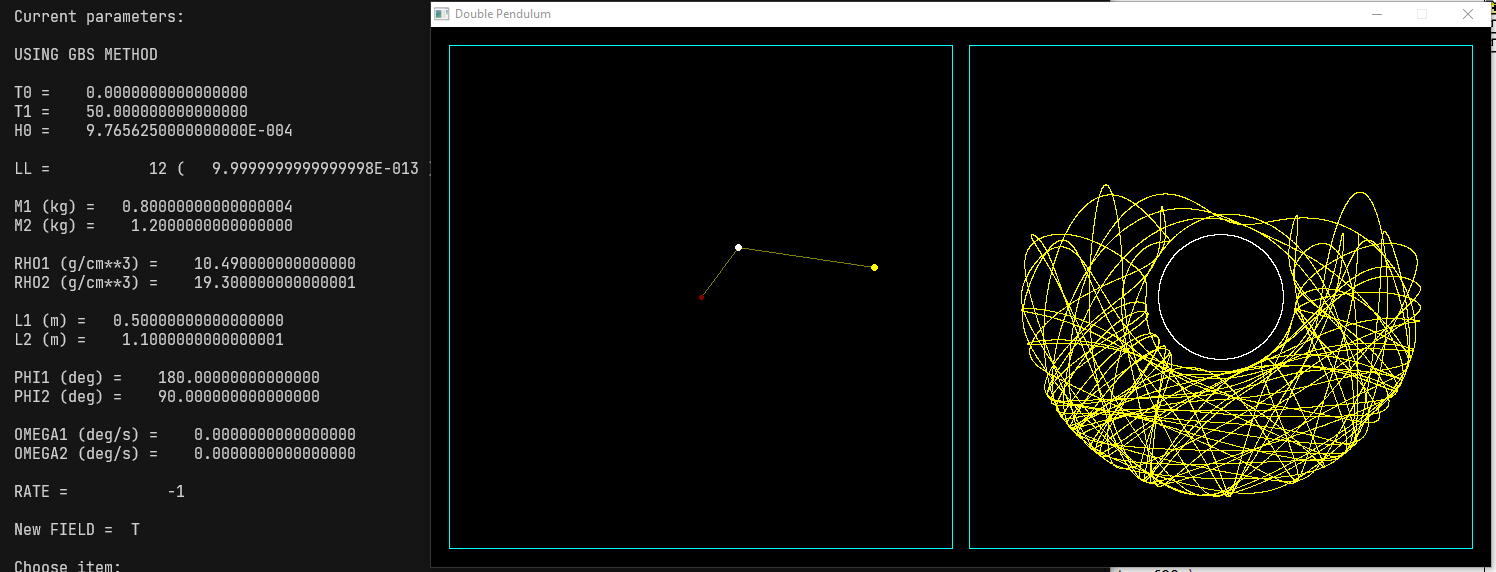 Current parameters:
Double Pendulum
USING GBS METHOD
T0 =    0.0000000000000000
T1 =    50.000000000000000
H0 =    9.7656250000000000E-004
LL =           12 (   9.9999999999999998E-013 )
M1 (kg) =   0.80000000000000004
M2 (kg) =    1.2000000000000000
RHO1 (g/cm**3) =    10.490000000000000
RHO2 (g/cm**3) =    19.300000000000001
L1 (m) =   0.50000000000000000
L2 (m) =    1.1000000000000001
PHI1 (deg) =    180.00000000000000
PHI2 (deg) =    90.000000000000000
OMEGA1 (deg/s) =    0.0000000000000000
OMEGA2 (deg/s) =    0.0000000000000000
RATE =           -1
New FIELD =  T
Choose item: